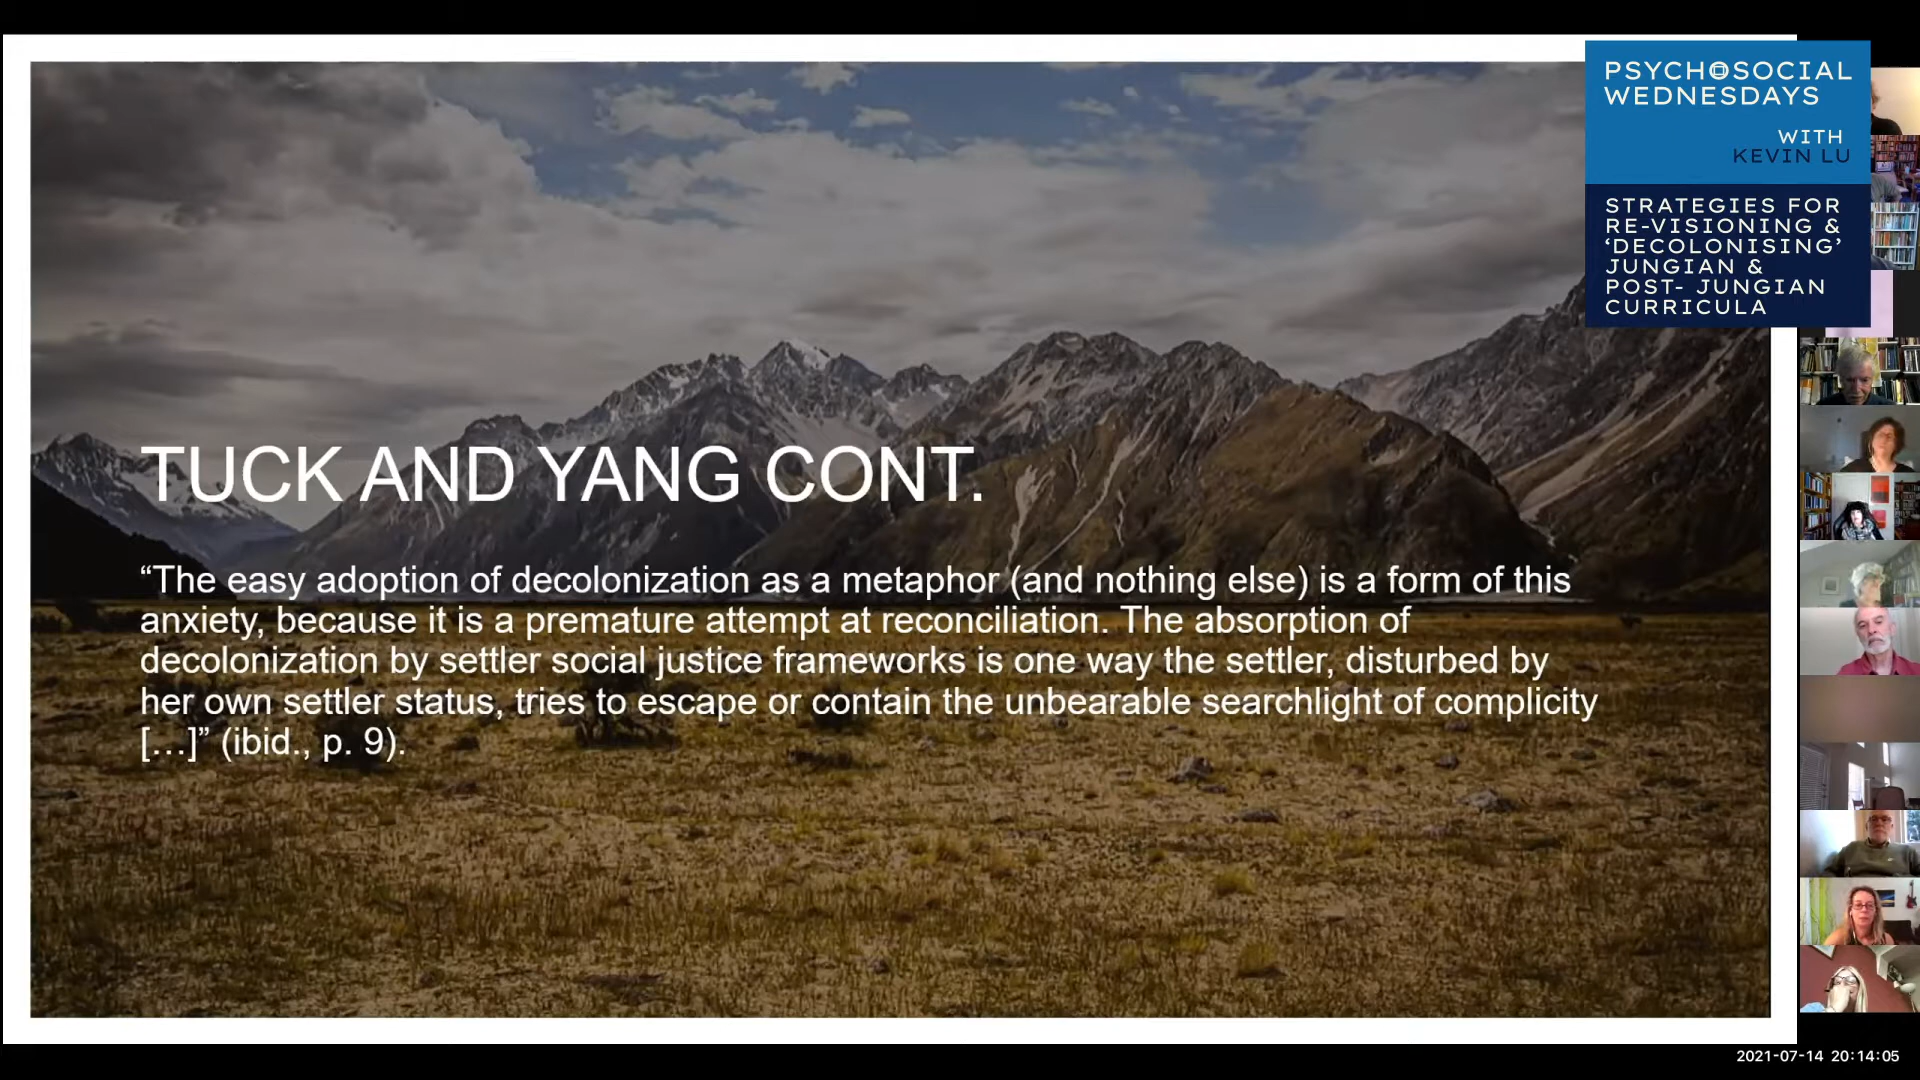 PSYCHOSOCIAL
WEDNESDAYS
WITH
KEVIN LU
STRATEGIES FOR
RE-VISIONING &
‘DECOLONISING’
JUNGIAN &
POST- JUNGIAN
CURRICULA
TUCK AND YANG CONT.
“The easy adoption of decolonization as a metaphor (and nothing else) is a form of this
anxiety, because it is a premature attempt at reconciliation. The absorption of
decolonization by settler social justice frameworks is one way the settler, disturbed by
her own settler status, tries to escape or contain the unbearable searchlight of complicity
[…]” (ibid., p. 9).
2021-07-14 20:14:05